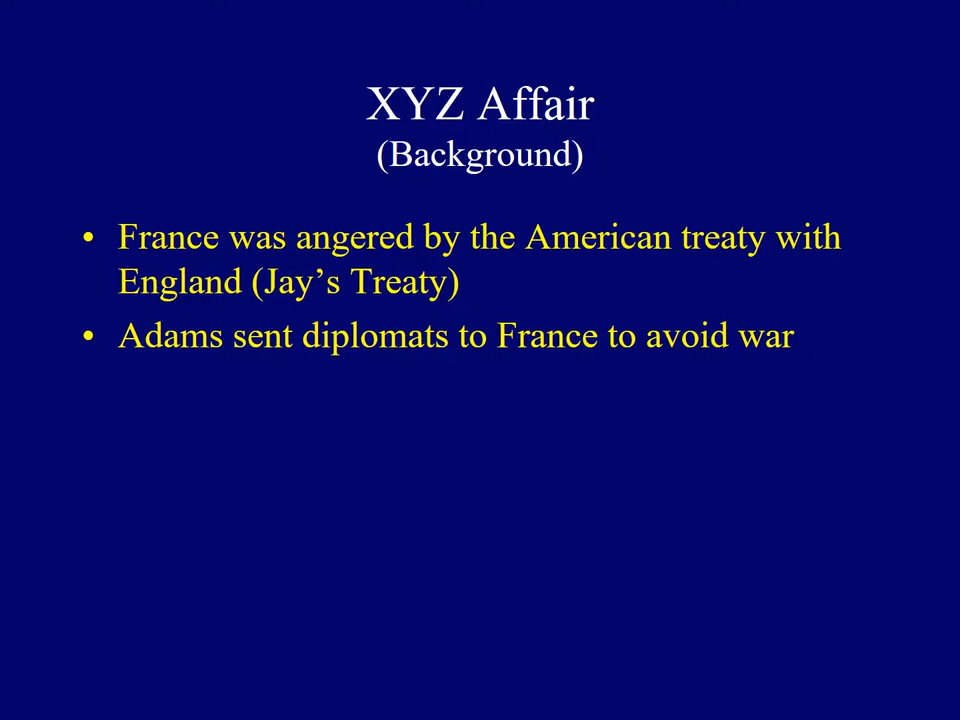 XYZ Affair
(Background)
• France was angered by the American treaty with
England (Jay’s Treaty)
• Adams sent diplomats to France to avoid war